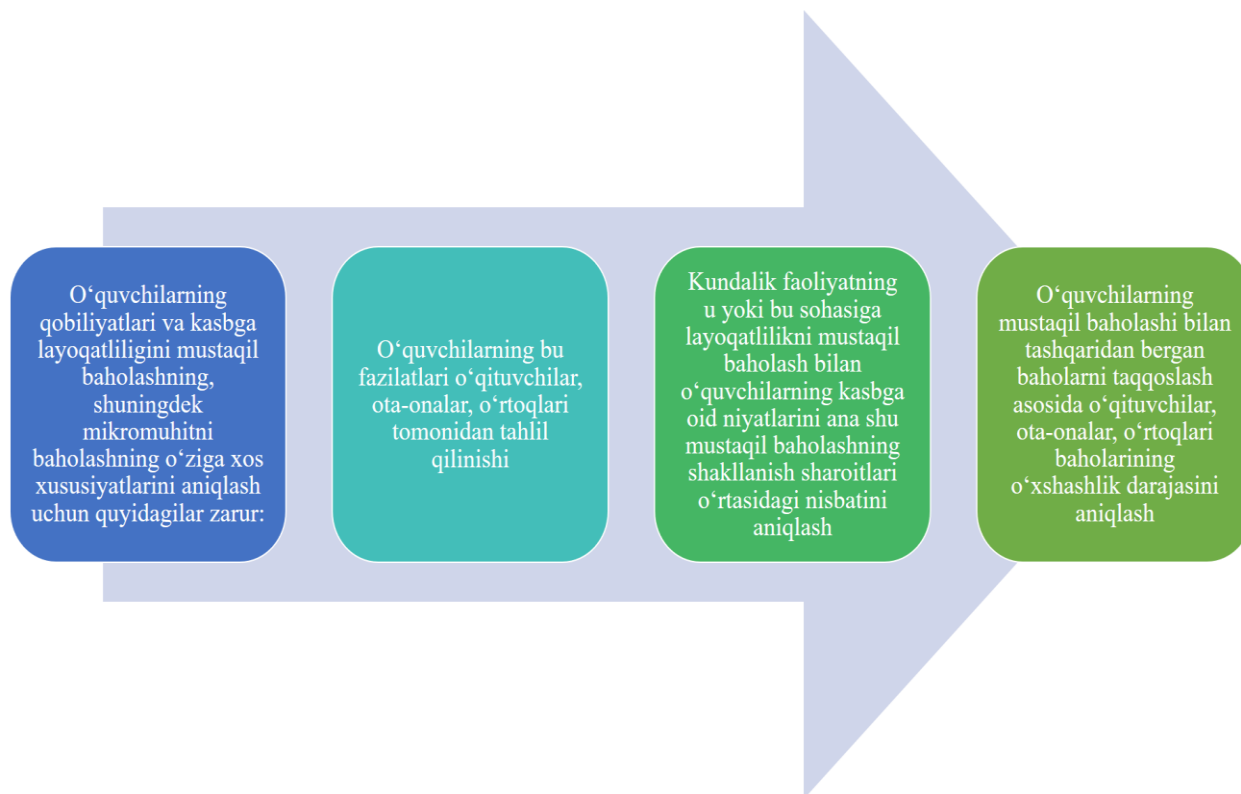 O‘quvchilarning
qobiliyatlari va kasbga
layoqatliligini mustaqil
baholashning,
shuningdek
mikromuhitni
baholashning o‘ziga xos
xususiyatlarini aniqlash
uchun quyidagilar zarur:
O‘quvchilarning bu
fazilatlari o‘qituvchilar,
ota-onalar, o‘rtoqlari
tomonidan tahlil
qilinishi
Kundalik faoliyatning
u yoki bu sohasiga
layoqatlilikni mustaqil
baholash bilan
o‘quvchilarning kasbga
oid niyatlarini ana shu
mustaqil baholashning
shakllanish sharoitlari
o‘rtasidagi nisbatini
aniqlash
O‘quvchilarning
mustaqil baholashi bilan
tashqaridan bergan
baholarni taqqoslash
asosida o‘qituvchilar,
ota-onalar, o‘rtoqlari
baholarining
o‘xshashlik darajasini
aniqlash